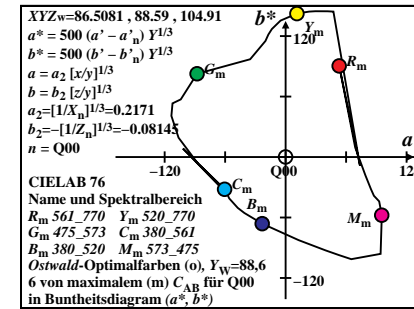 XYZw=86.5081, 88.59, 104.91
a* = 500 (a' - a'n) Y1/3
b* = 500 (b' - b'n) Y1/3
a = a2 [x/y]1/3
b = b2 [z/y]1/3
a2=[1/Xn]1/3=0.2171
b2=-[1/Zn]1/3=-0.08145
n = Q00
CIELAB 76
Name und Spektralbereich
Rm 561_770 Ym 520_770
Gm 475_573 Cm 380_561
Bm 380_520 Mm 573_475
Ostwald-Optimalfarben (o), YW=88,6
6 von maximalem (m) CAB für Q00
in Buntheitsdiagram (a*, b*)
b*
120
Ym
Rm
Gm
a
−120
Q00
120
Cm
Bm
Mm
−120